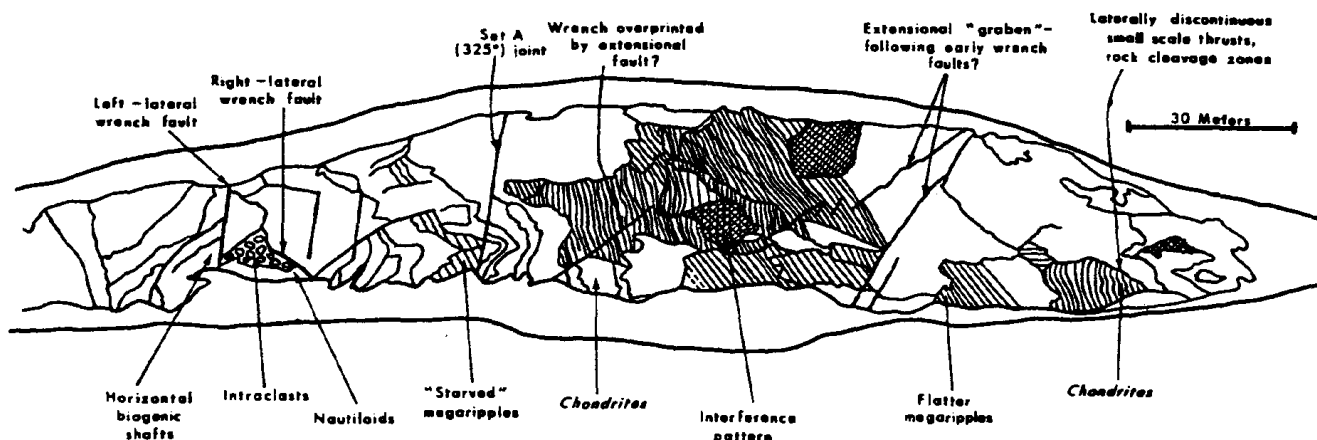 Left-lateral
wrench fault
Right-lateral
wrench fault
Set A
(325°) joint
Wrench overprinted
by extensional
fault?
Extensional "graben"-
following early wrench
faults?
Laterally discontinuous
small scale thrusts,
rock cleavage zones
30 Meters
Horizontal
biogenic
shafts
Intraclasts
Nautiloids
"Starved"
megaripples
Chondrites
Interference
pattern
Flatter
megaripples
Chondrites